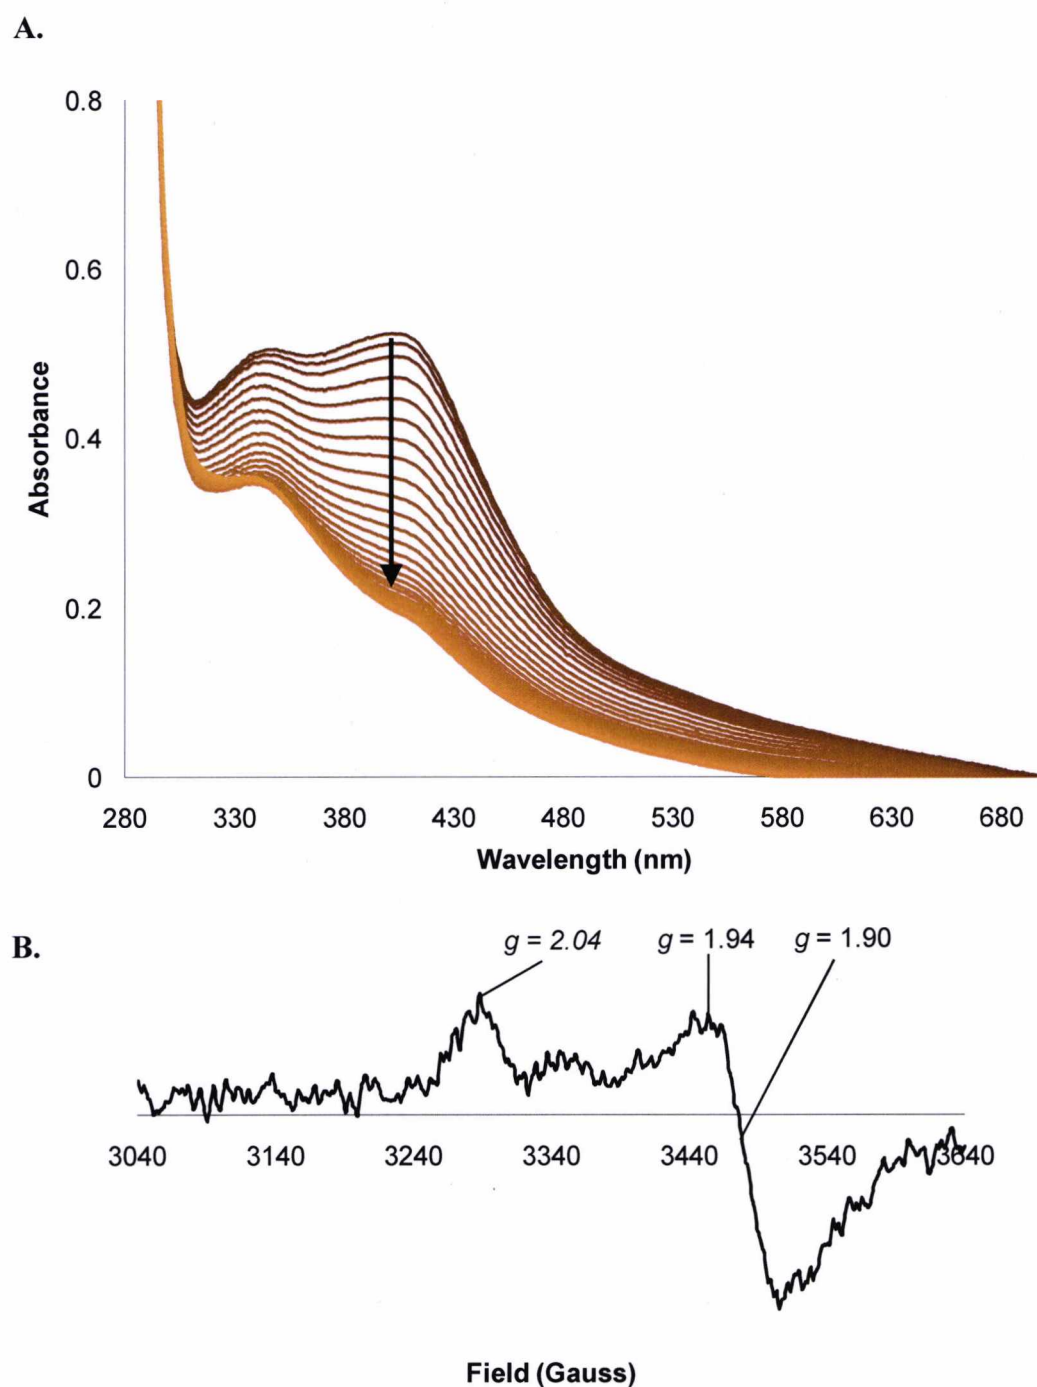 A.
0.8
0.6
0.4
0.2
0
Absorbance
280 330 380 430 480 530 580 630 680
Wavelength (nm)
B.
g = 2.04 g = 1.94 g = 1.90
3040 3140 3240 3340 3440 3540 3640
Field (Gauss)